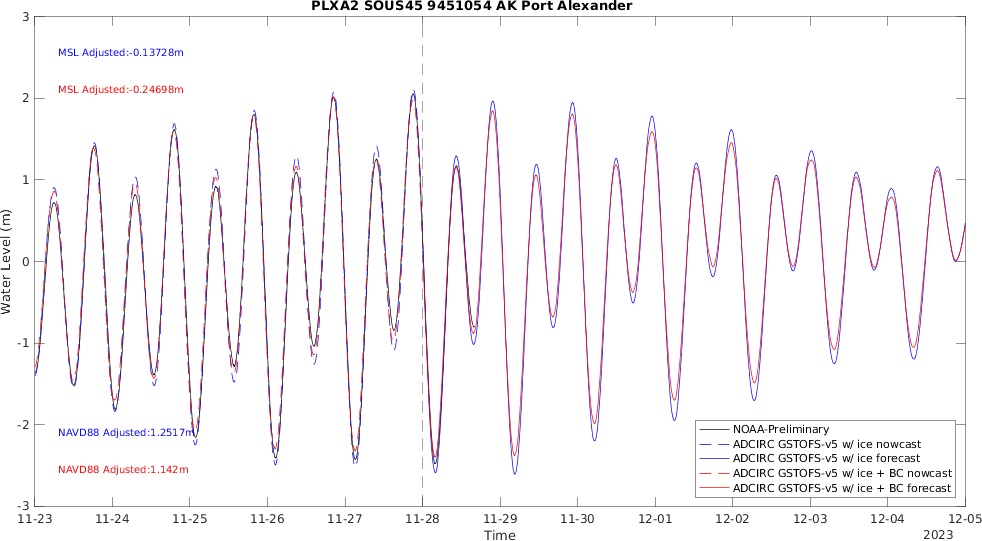 PLXA2 SOUS45 9451054 AK Port Alexander
3
2
1
0
-1
-2
-3
Water Level (m)
MSL Adjusted:-0.13728m
MSL Adjusted:-0.24698m
NAVD88 Adjusted:1.2517m
NAVD88 Adjusted:1.142m
NOAA-Preliminary
ADCIRC GSTOFS-v5 w/ ice nowcast
ADCIRC GSTOFS-v5 w/ ice forecast
ADCIRC GSTOFS-v5 w/ ice + BC nowcast
ADCIRC GSTOFS-v5 w/ ice + BC forecast
11-23 11-24 11-25 11-26 11-27 11-28 11-29 11-30 12-01 12-02 12-03 12-04 12-05
Time
2023